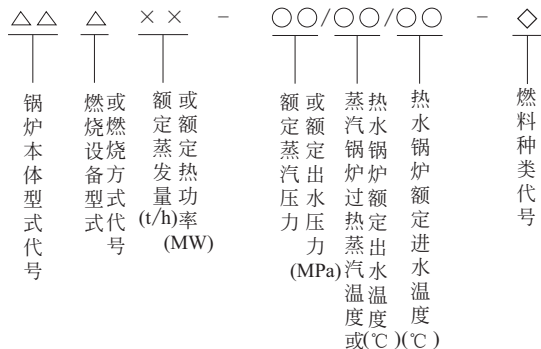 △△ △ ×× - ○○/○○/○○ - ◇
锅炉本体型式代号
燃烧设备型式
或燃烧方式代号
额定蒸发量(t/h)
或额定热功率(MW)
额定蒸汽压力
或额定出水压力(MPa)
蒸汽锅炉过热蒸汽温度或
热水锅炉额定出水温度(℃)
热水锅炉额定进水温度(℃)
燃料种类代号